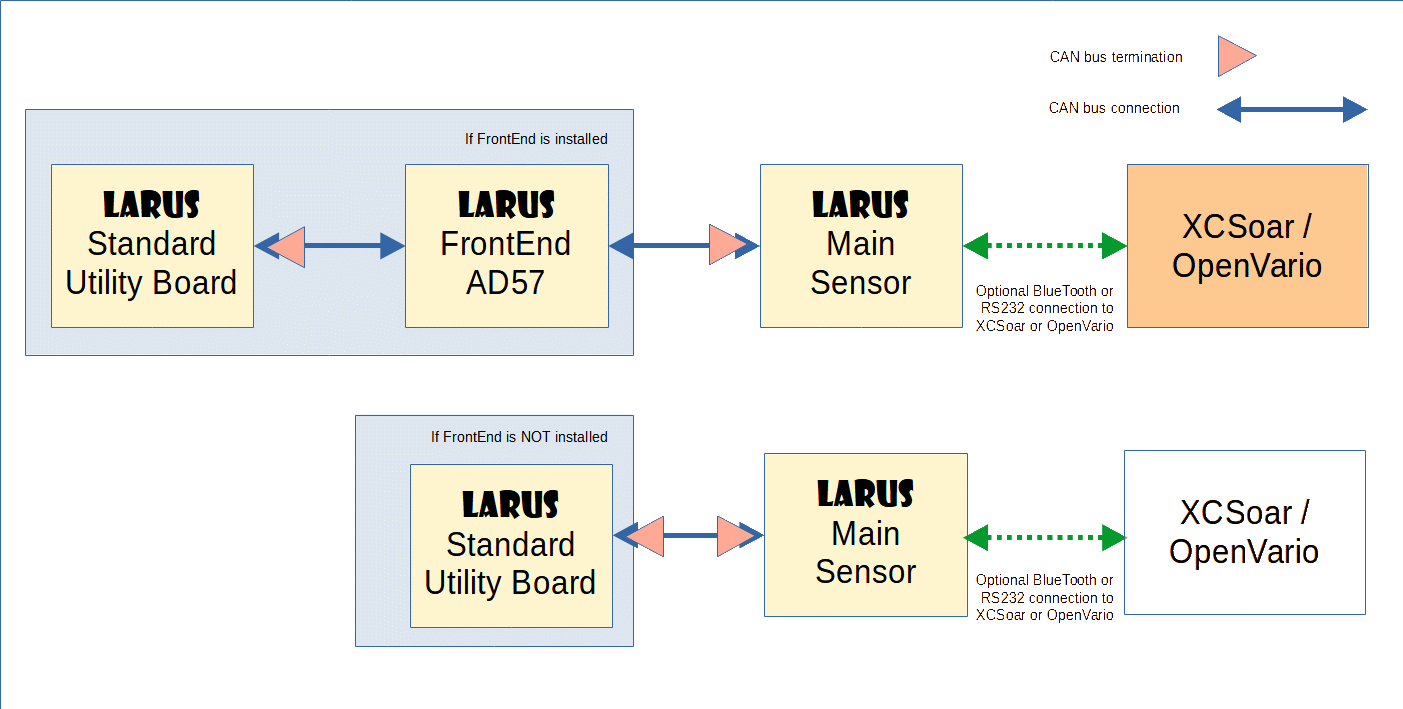 CAN bus termination
CAN bus connection
If FrontEnd is installed
LARUS
Standard
Utility Board
LARUS
FrontEnd
AD57
LARUS
Main
Sensor
Optional BlueTooth or
RS232 connection to
XCSoar or OpenVario
XCSoar /
OpenVario
If FrontEnd is NOT installed
LARUS
Standard
Utility Board
LARUS
Main
Sensor
Optional BlueTooth or
RS232 connection to
XCSoar or OpenVario
XCSoar /
OpenVario